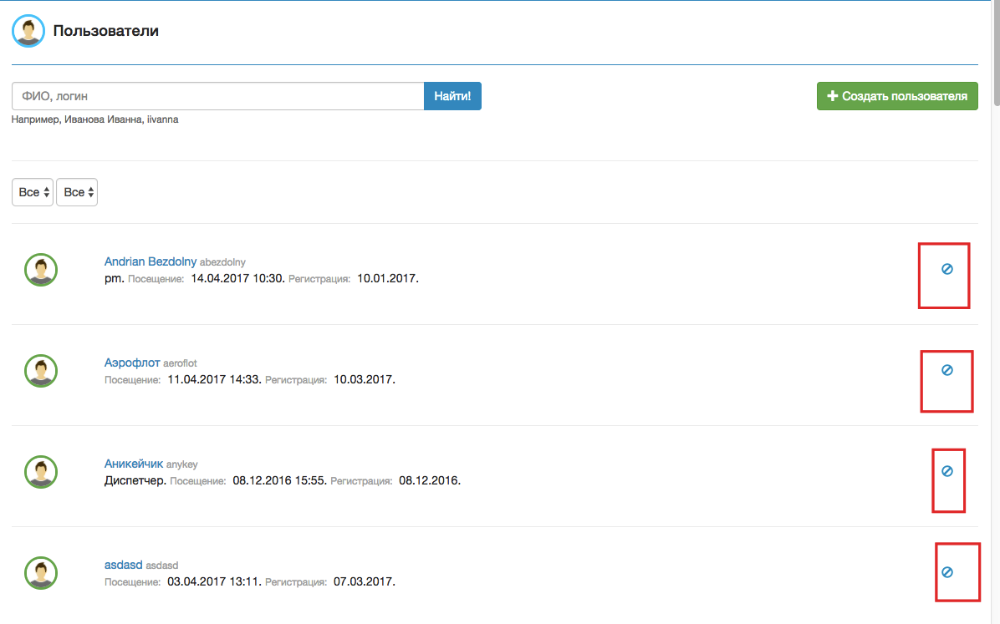 Пользователи
ФИО, логин
Найти!
Создать пользователя
Например, Иванова Иванна, iivanna
Все Все
Andrian Bezdolny abezdolny
pm. Посещение: 14.04.2017 10:30. Регистрация: 10.01.2017.
Аэрофлот aeroflot
Посещение: 11.04.2017 14:33. Регистрация: 10.03.2017.
Аникейчик anykey
Диспетчер. Посещение: 08.12.2016 15:55. Регистрация: 08.12.2016.
asdasd asdasd
Посещение: 03.04.2017 13:11. Регистрация: 07.03.2017.